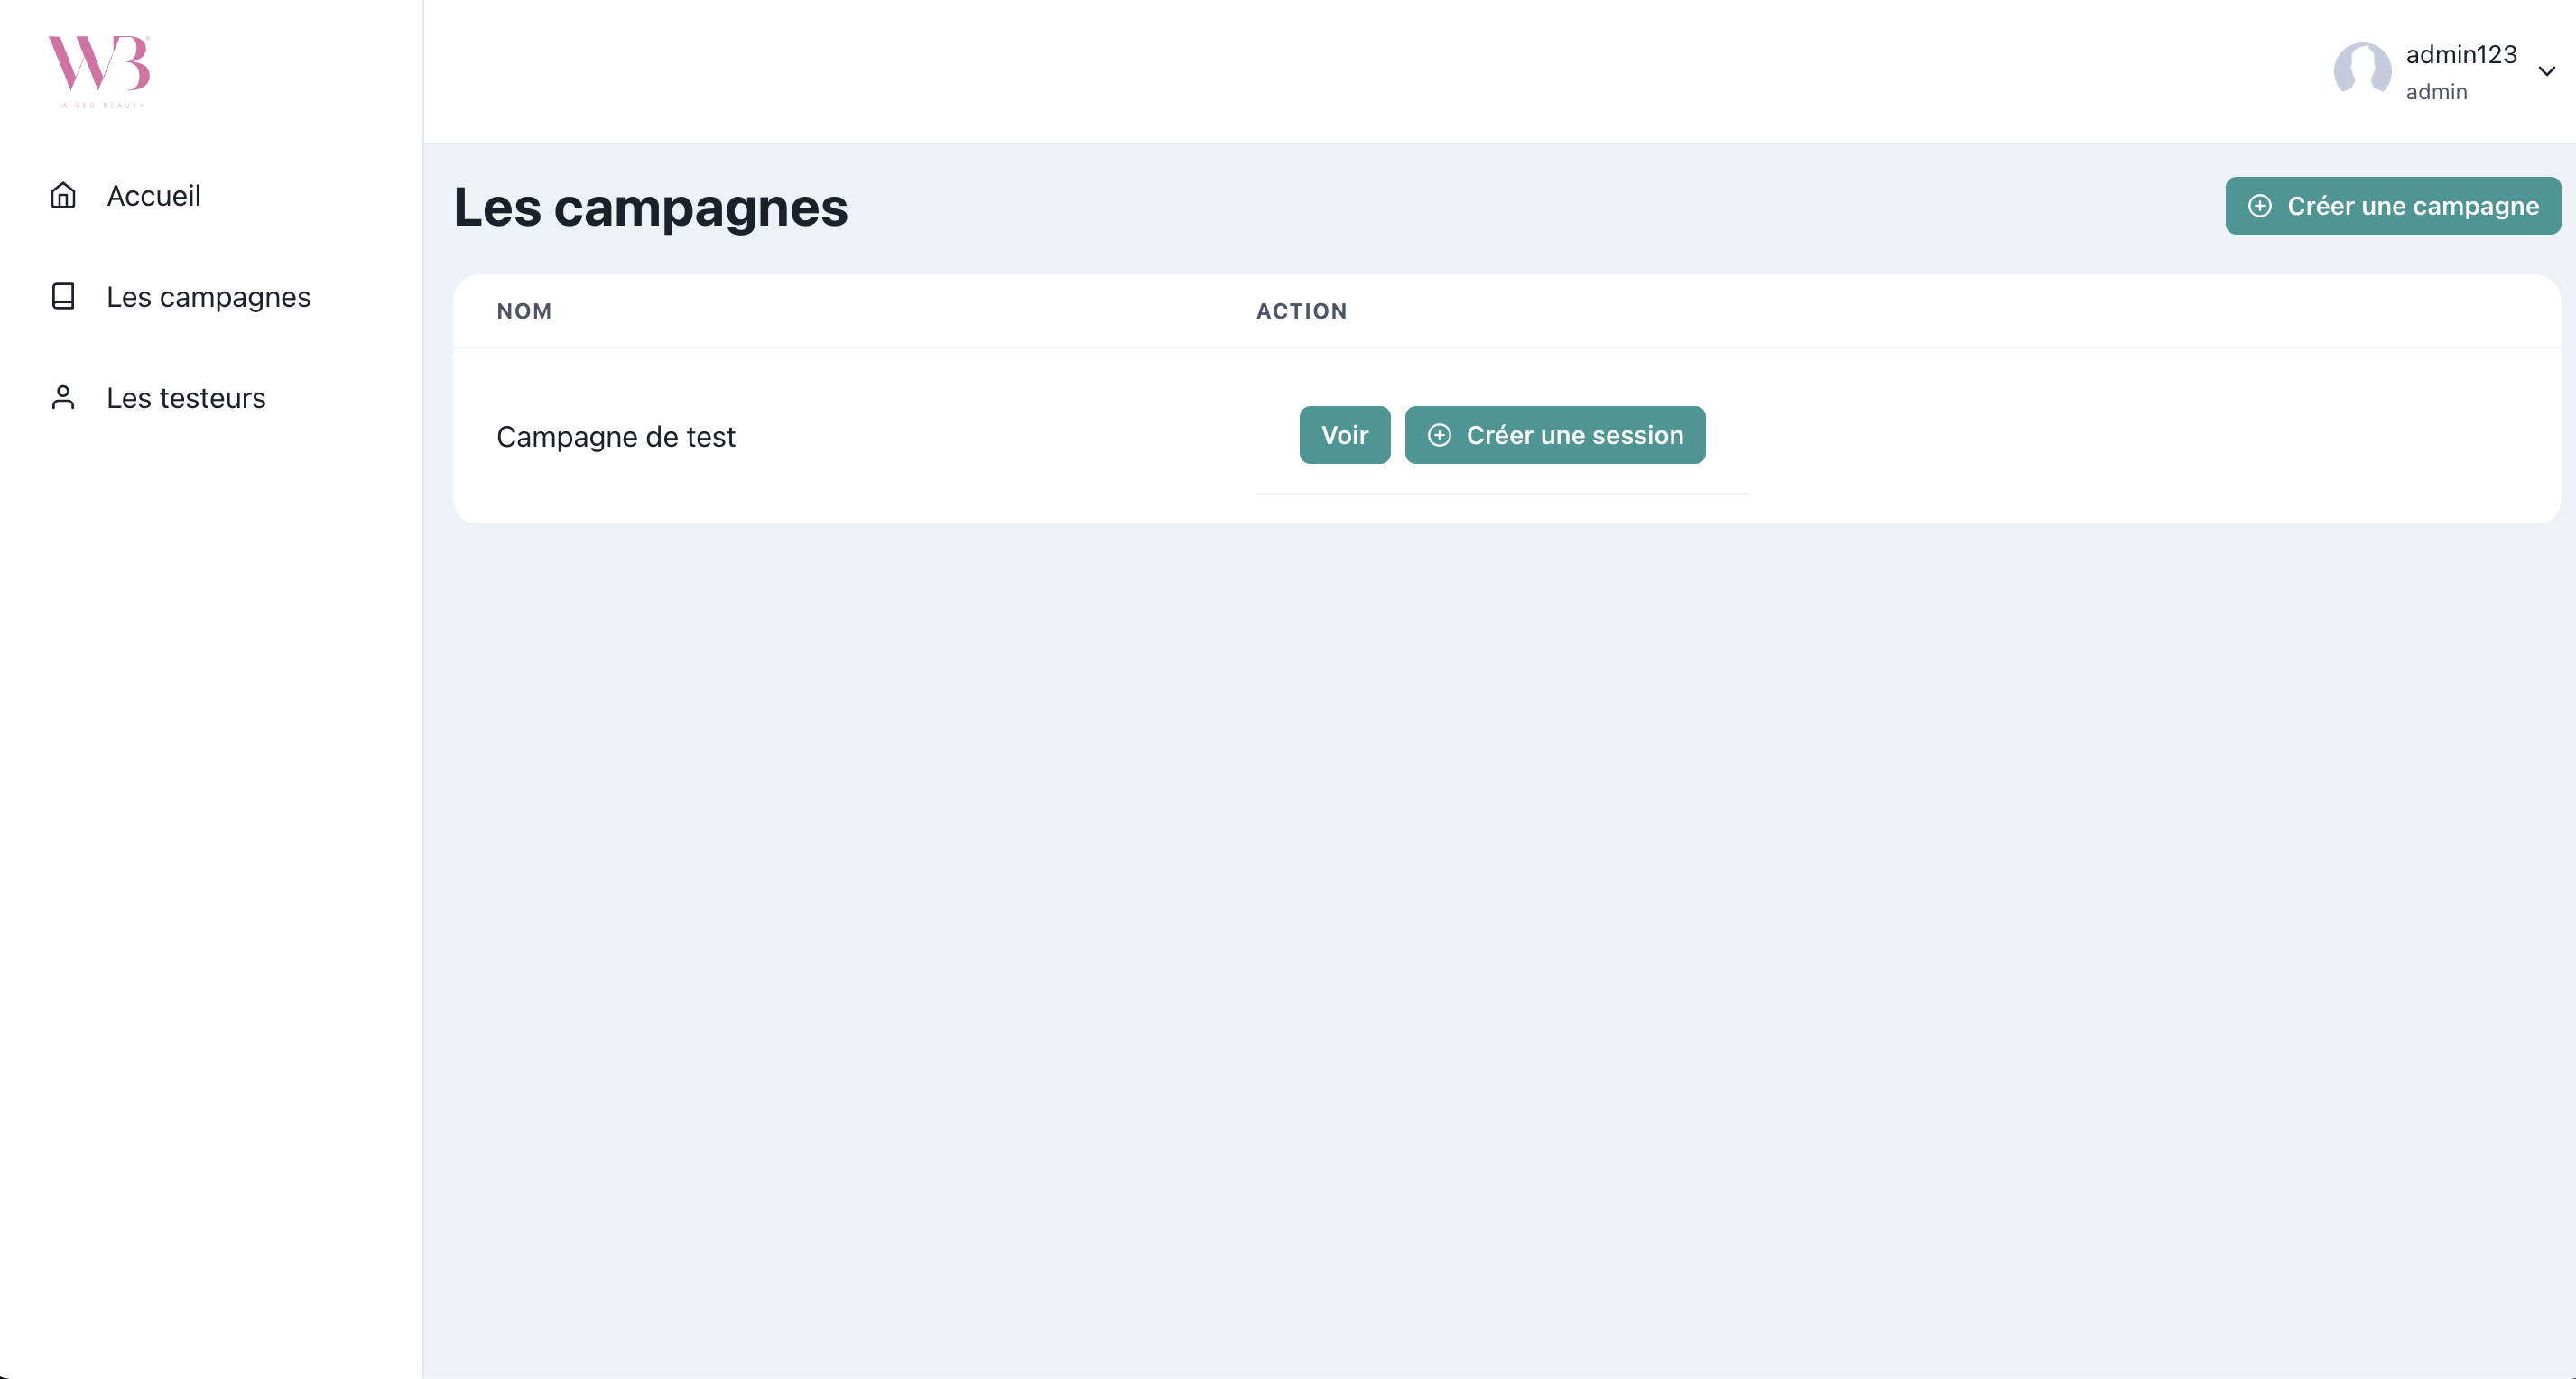 WB
W RED BEAUTY
Accueil
Les campagnes
Les testeurs
admin123
admin
Les campagnes
Créer une campagne
NOM
ACTION
Campagne de test
Voir
Créer une session